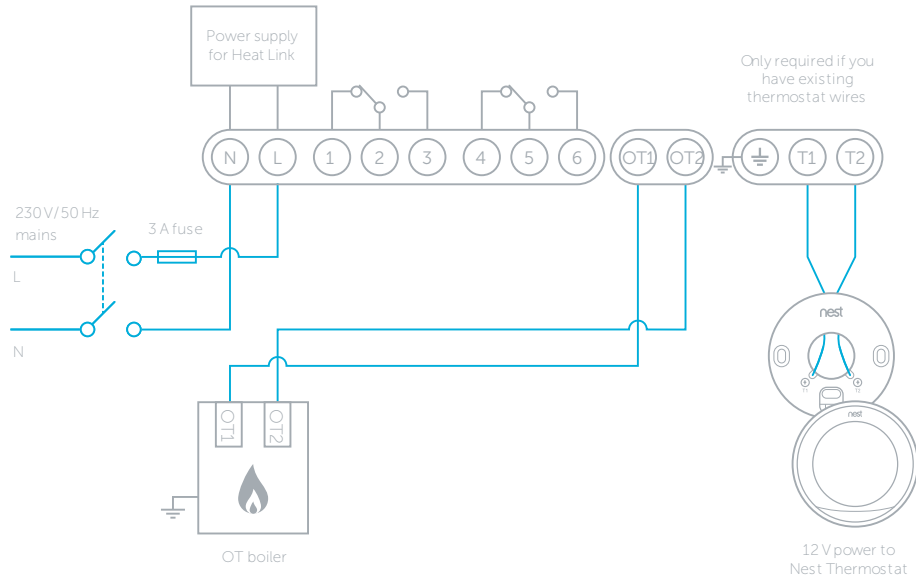 Power supply
for Heat Link
Only required if you
have existing
thermostat wires
N L 1 2 3 4 5 6 OT1 OT2 T1 T2
230 V/50 Hz
mains
3 A fuse
L
N
nest
T1 T2
nest
OT1 OT2
OT boiler
12 V power to
Nest Thermostat